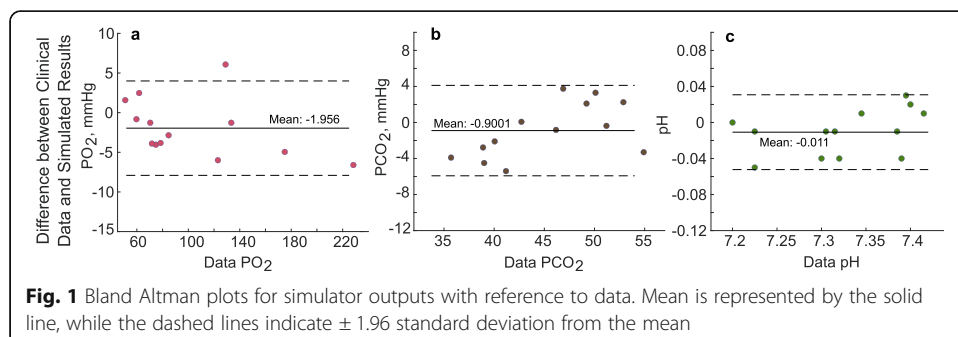 Difference between Clinical
Data and Simulated Results
a
PO2, mmHg
10
5
0
-5
-10
-15
Mean: -1.956
60
100
140
180
220
Data PO2
b
PCO2, mmHg
8
4
0
-4
-8
-12
Mean: -0.9001
35
40
45
50
55
Data PCO2
c
pH
0.08
0.04
0
-0.04
-0.08
-0.12
Mean: -0.011
7.2
7.25
7.3
7.35
7.4
Data pH
Fig. 1 Bland Altman plots for simulator outputs with reference to data. Mean is represented by the solid
line, while the dashed lines indicate ± 1.96 standard deviation from the mean